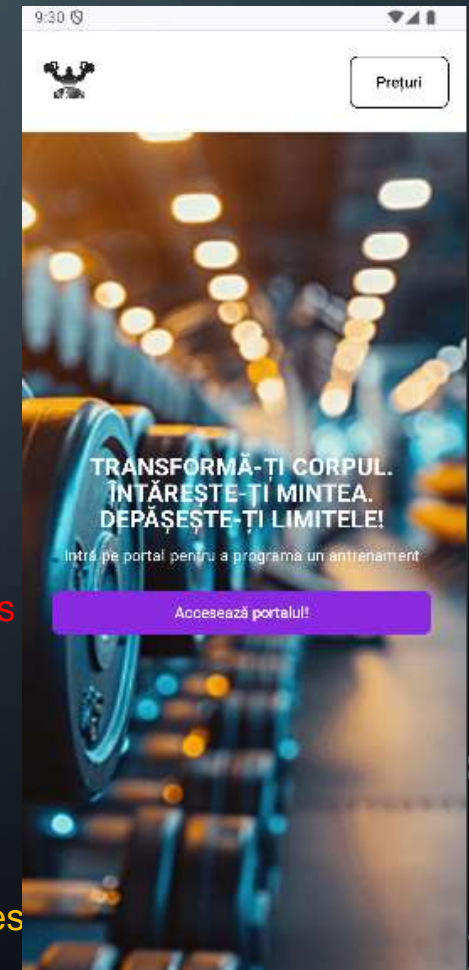 9:30
Prețuri
TRANSFORMĂ-ȚI CORPUL.
ÎNTĂREȘTE-ȚI MINTEA.
DEPĂȘEȘTE-ȚI LIMITELE!
Intră pe portal pentru a programa un antrenament
s
Accesează portalul!
es